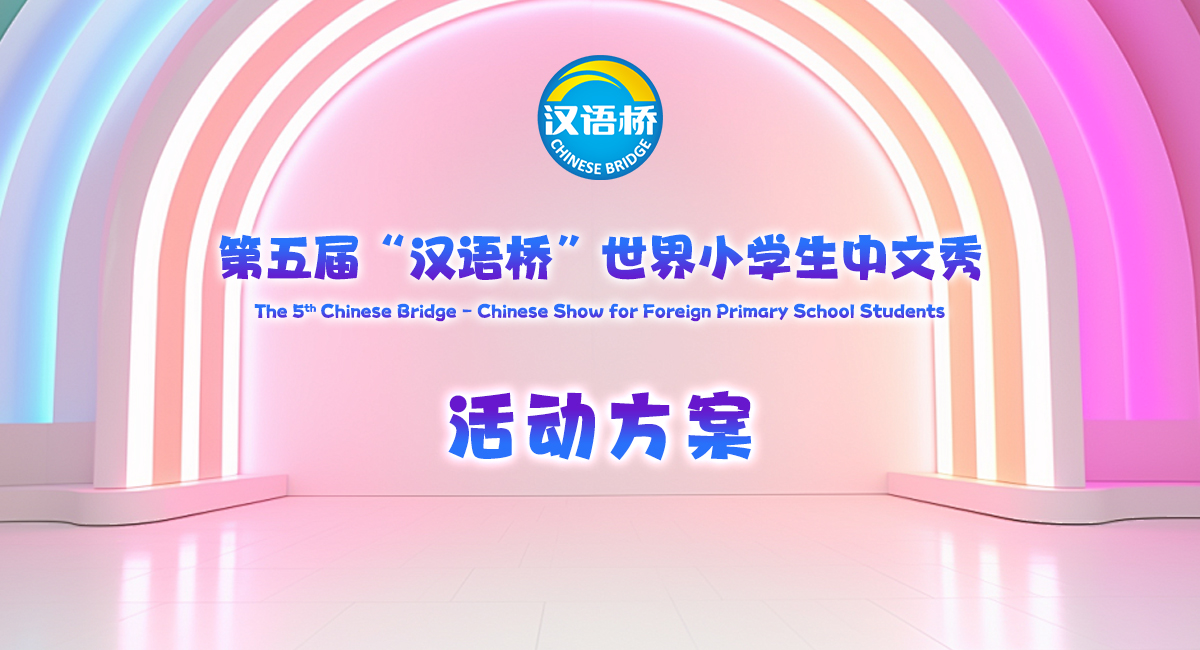 汉语桥
CHINESE BRIDGE
第五届“汉语桥”世界小学生中文秀
The 5th Chinese Bridge - Chinese Show for Foreign Primary School Students
活动方案